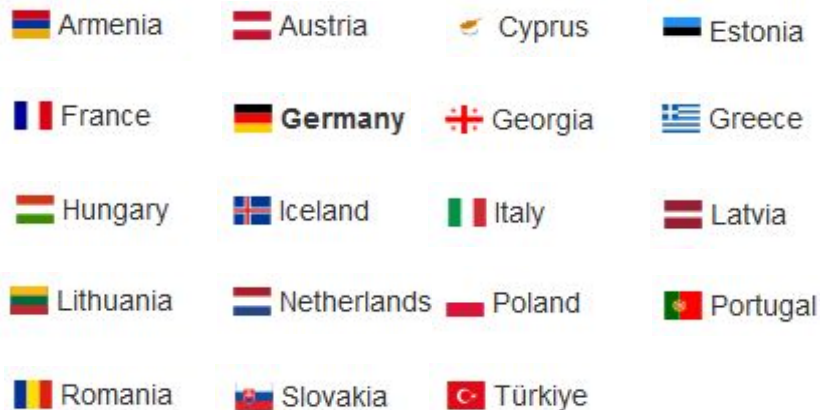 Armenia Austria Cyprus Estonia
France Germany Georgia Greece
Hungary Iceland Italy Latvia
Lithuania Netherlands Poland Portugal
Romania Slovakia Türkiye